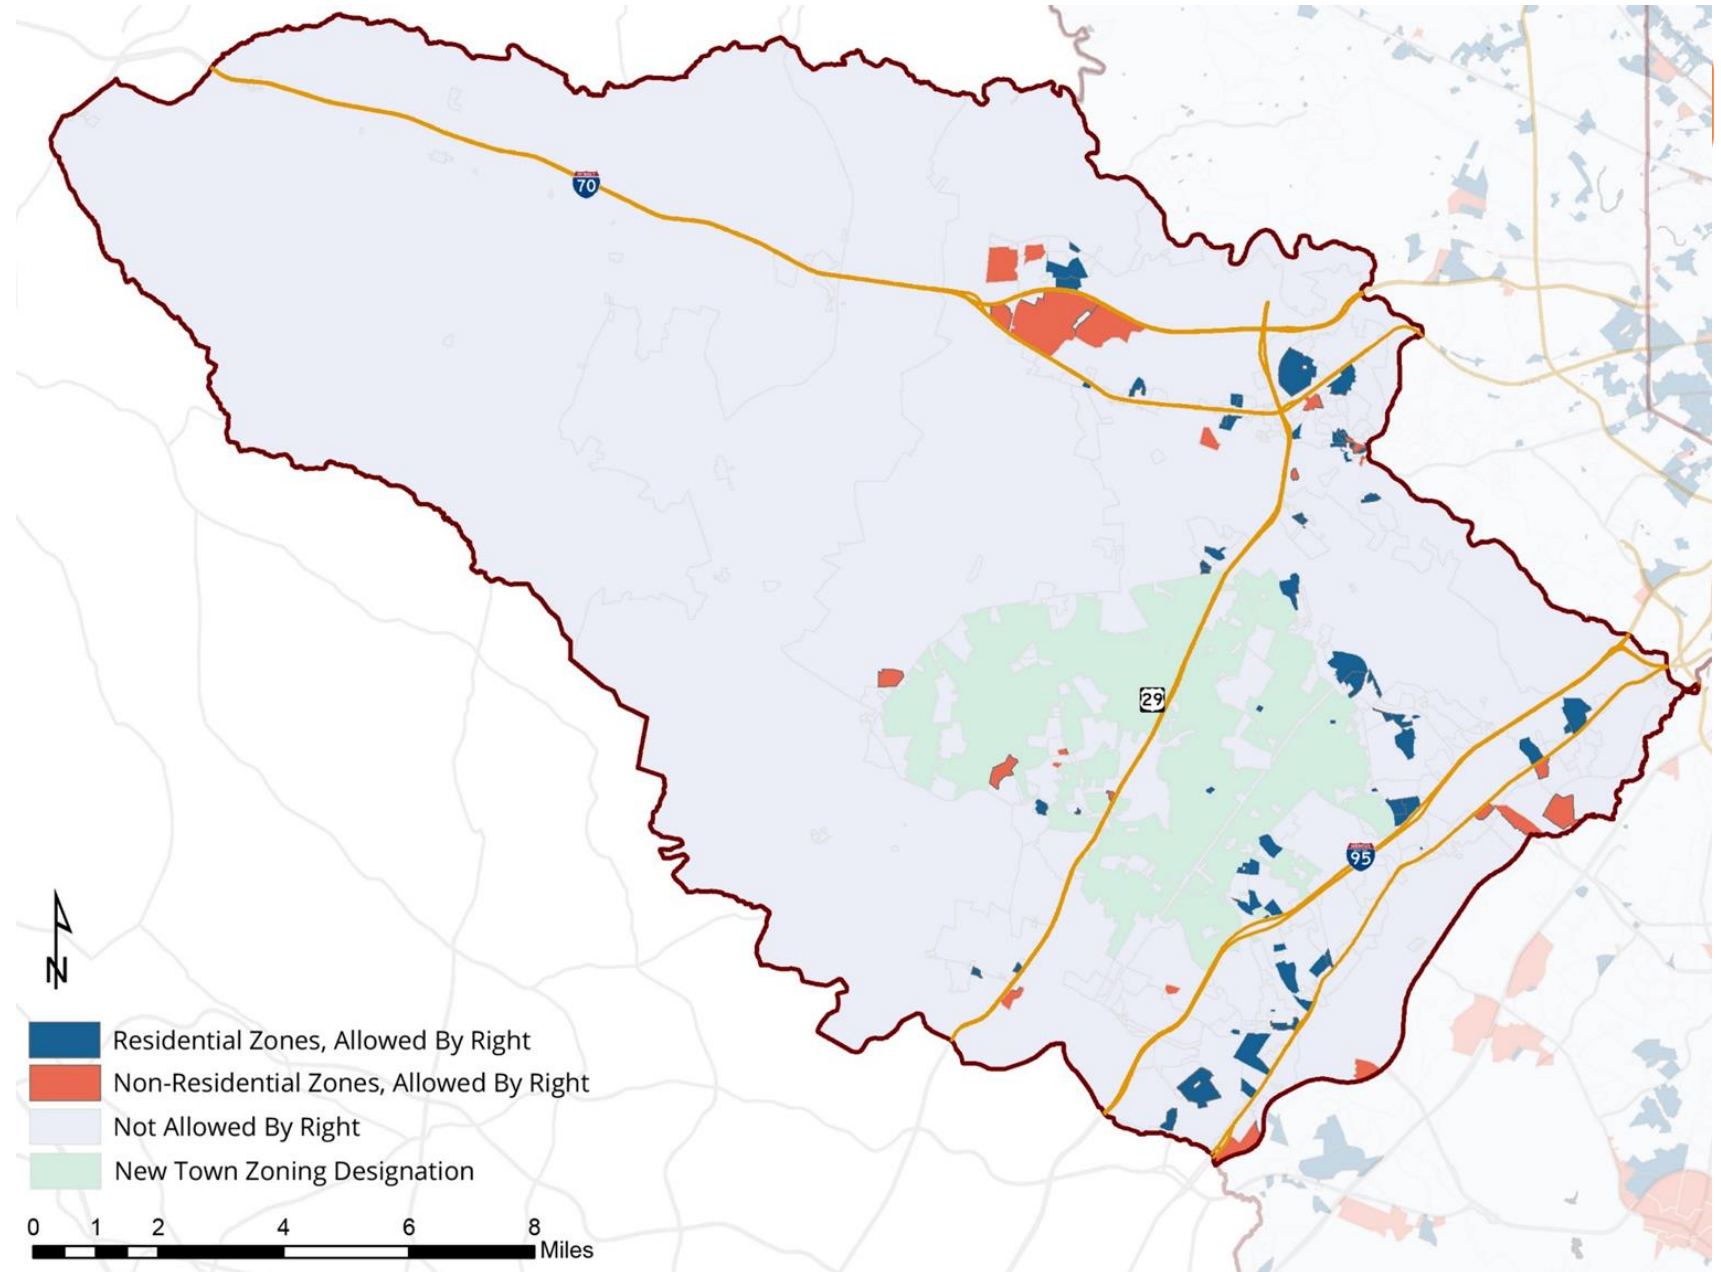 70
29
95
N
Residential Zones, Allowed By Right
Non-Residential Zones, Allowed By Right
Not Allowed By Right
New Town Zoning Designation
0 1 2 4 6 8
Miles